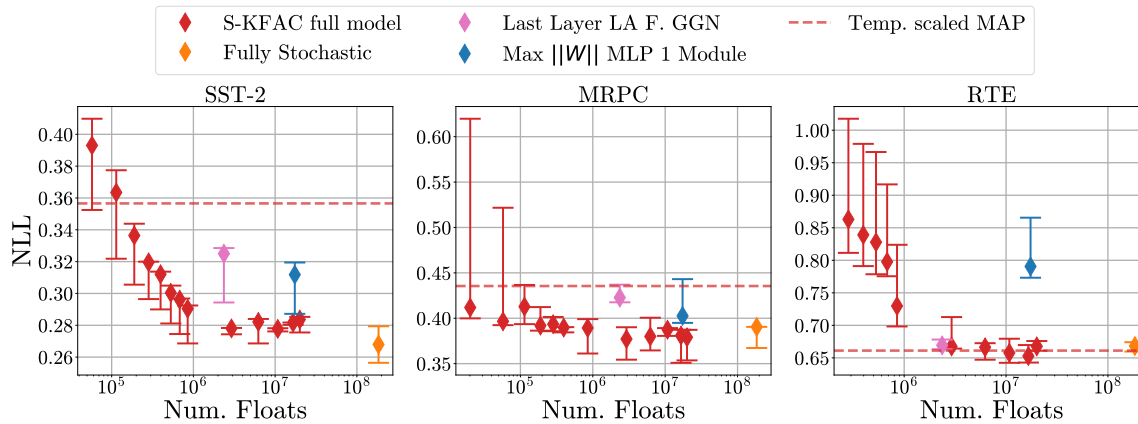 S-KFAC full model
Fully Stochastic
Last Layer LA F. GGN
Max ||W|| MLP 1 Module
Temp. scaled MAP
SST-2
NLL
0.40
0.38
0.36
0.34
0.32
0.30
0.28
0.26
10^5
10^6
10^7
10^8
Num. Floats
MRPC
0.60
0.55
0.50
0.45
0.40
0.35
10^5
10^6
10^7
10^8
Num. Floats
RTE
1.00
0.95
0.90
0.85
0.80
0.75
0.70
0.65
10^6
10^7
10^8
Num. Floats